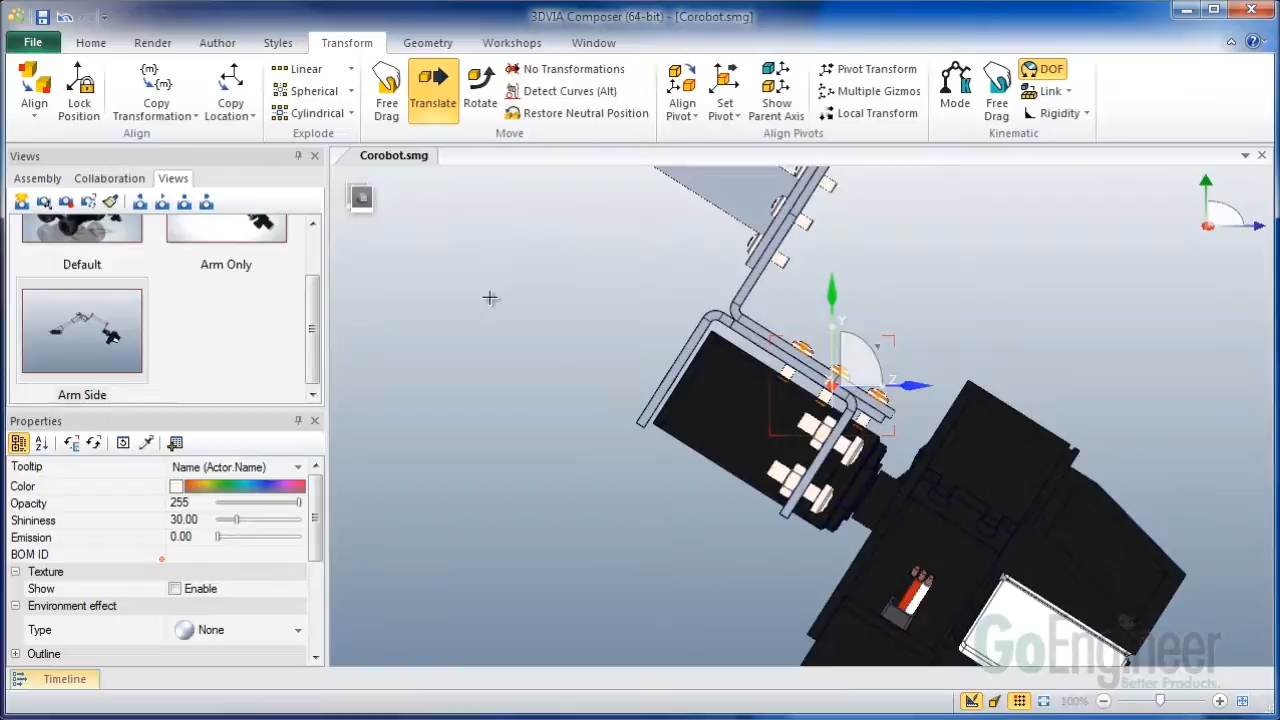 3DVIA Composer (64-bit) - [Corobot.smg]
File Home Render Author Styles Transform Geometry Workshops Window
Align
Lock Position
Copy Transformation
Copy Location
Align
Linear
Spherical
Cylindrical
Explode
Free Drag
Translate
Rotate
No Transformations
Detect Curves (Alt)
Restore Neutral Position
Move
Align Pivot
Set Pivot
Show Parent Axis
Pivot Transform
Multiple Gizmos
Local Transform
Align Pivots
Mode
Free Drag
DOF
Link
Rigidity
Kinematic
Views
Corobot.smg
Assembly Collaboration Views
Default Arm Only
Arm Side
Y
Z
Properties
Tooltip Name (Actor.Name)
Color
Opacity 255
Shininess 30.00
Emission 0.00
BOM ID
Texture
Show Enable
Environment effect
Type None
Outline
GoEngineer
Better Products.
Timeline
100%